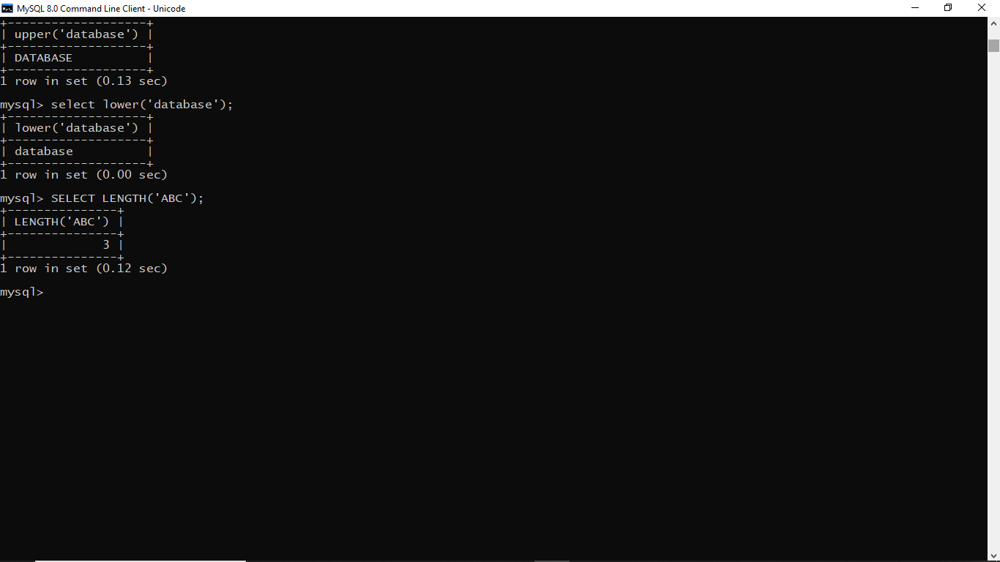 MySQL 8.0 Command Line Client - Unicode
+-------------------+
| upper('database') |
+-------------------+
| DATABASE          |
+-------------------+
1 row in set (0.13 sec)
mysql> select lower('database');
+-------------------+
| lower('database') |
+-------------------+
| database          |
+-------------------+
1 row in set (0.00 sec)
mysql> SELECT LENGTH('ABC');
+---------------+
| LENGTH('ABC') |
+---------------+
|             3 |
+---------------+
1 row in set (0.12 sec)
mysql>